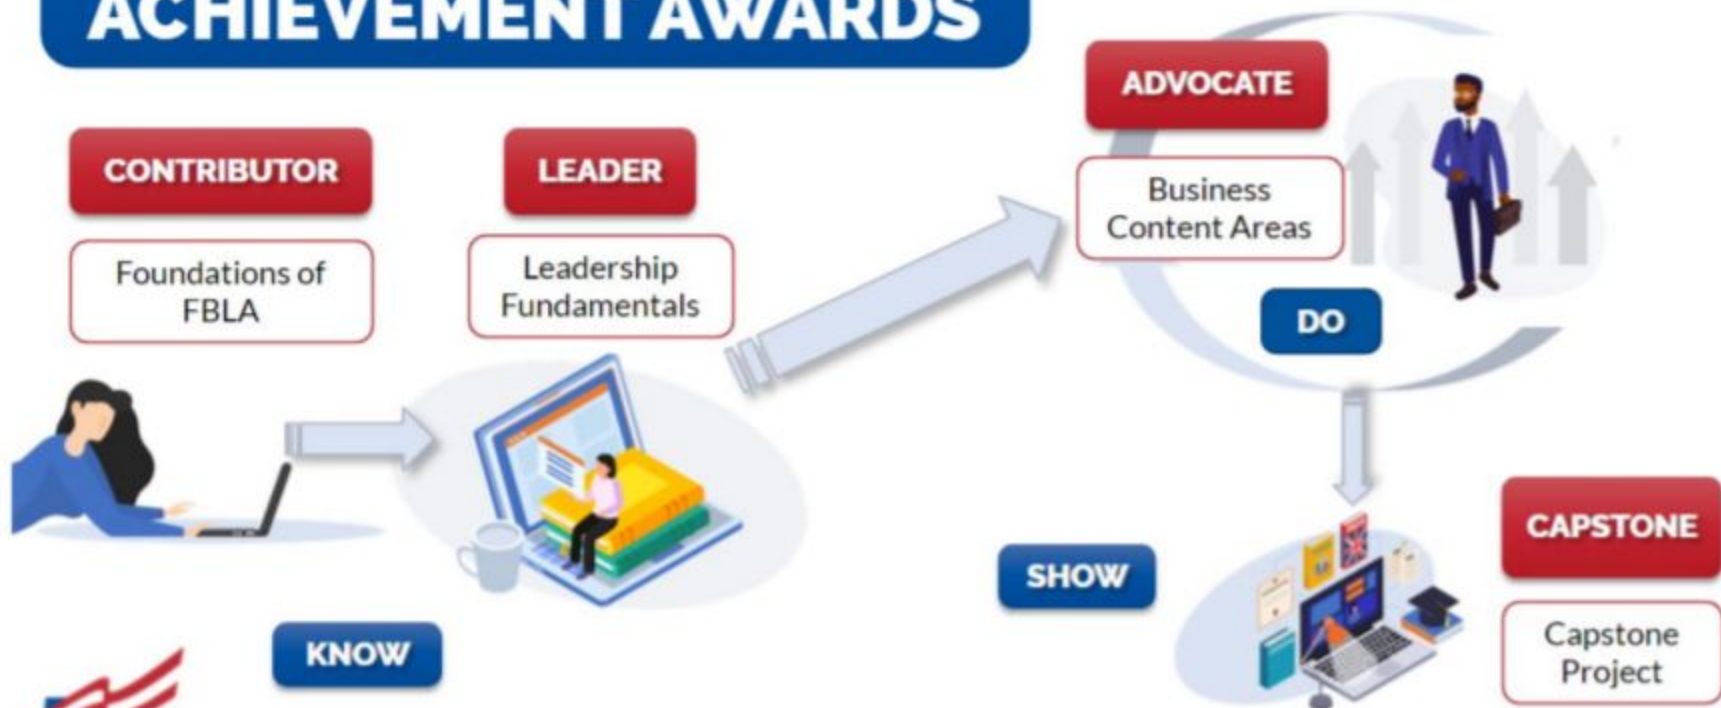 ACHIEVEMENT AWARDS
CONTRIBUTOR
Foundations of
FBLA
LEADER
Leadership
Fundamentals
ADVOCATE
Business
Content Areas
DO
KNOW
SHOW
CAPSTONE
Capstone
Project